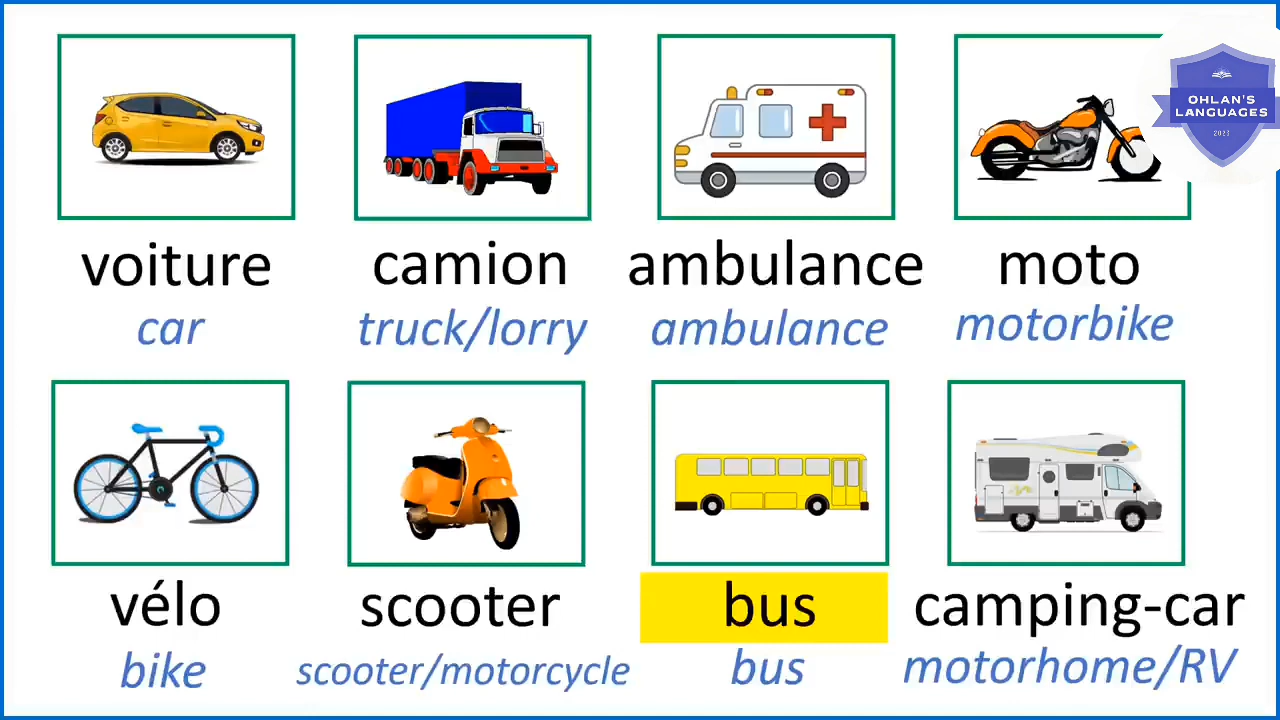 OHLAN'S
LANGUAGES
2023
voiture
camion
ambulance
moto
car
truck/lorry
ambulance
motorbike
vélo
scooter
bus
camping-car
bike
scooter/motorcycle
bus
motorhome/RV